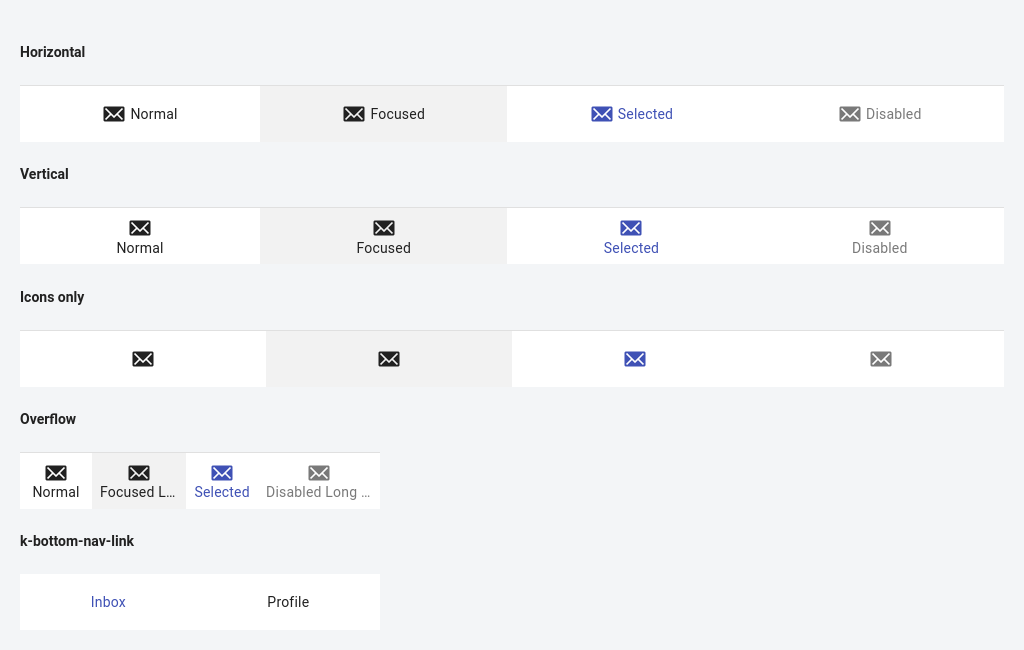 Horizontal
Normal Focused Selected Disabled
Vertical
Normal Focused Selected Disabled
Icons only
Overflow
Normal Focused L... Selected Disabled Long ...
k-bottom-nav-link
Inbox Profile